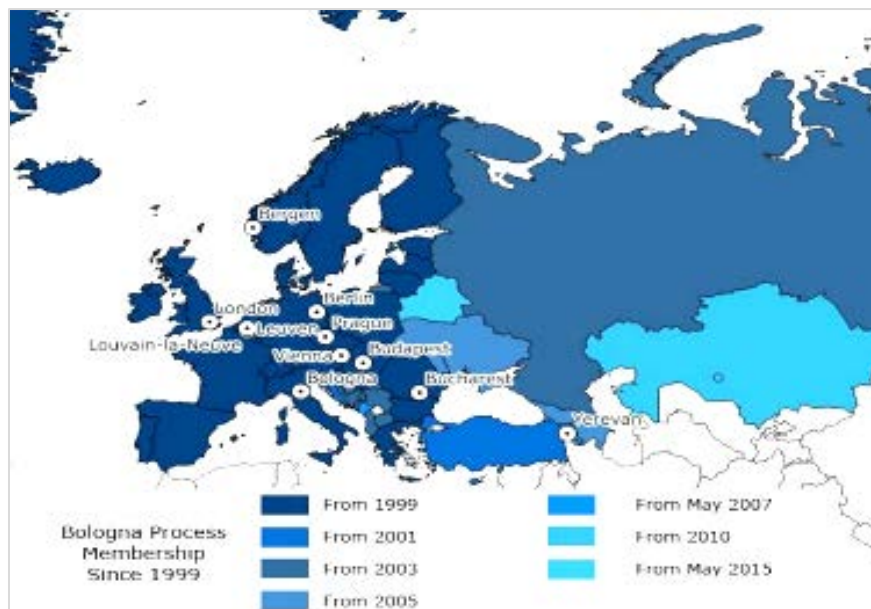 Bergen
London
Berlin
Leuven
Prague
Louvain-la-Neuve
Vienna
Budapest
Bologna
Bucharest
Yerevan
Bologna Process
Membership
Since 1999
From 1999
From 2001
From 2003
From 2005
From May 2007
From 2010
From May 2015